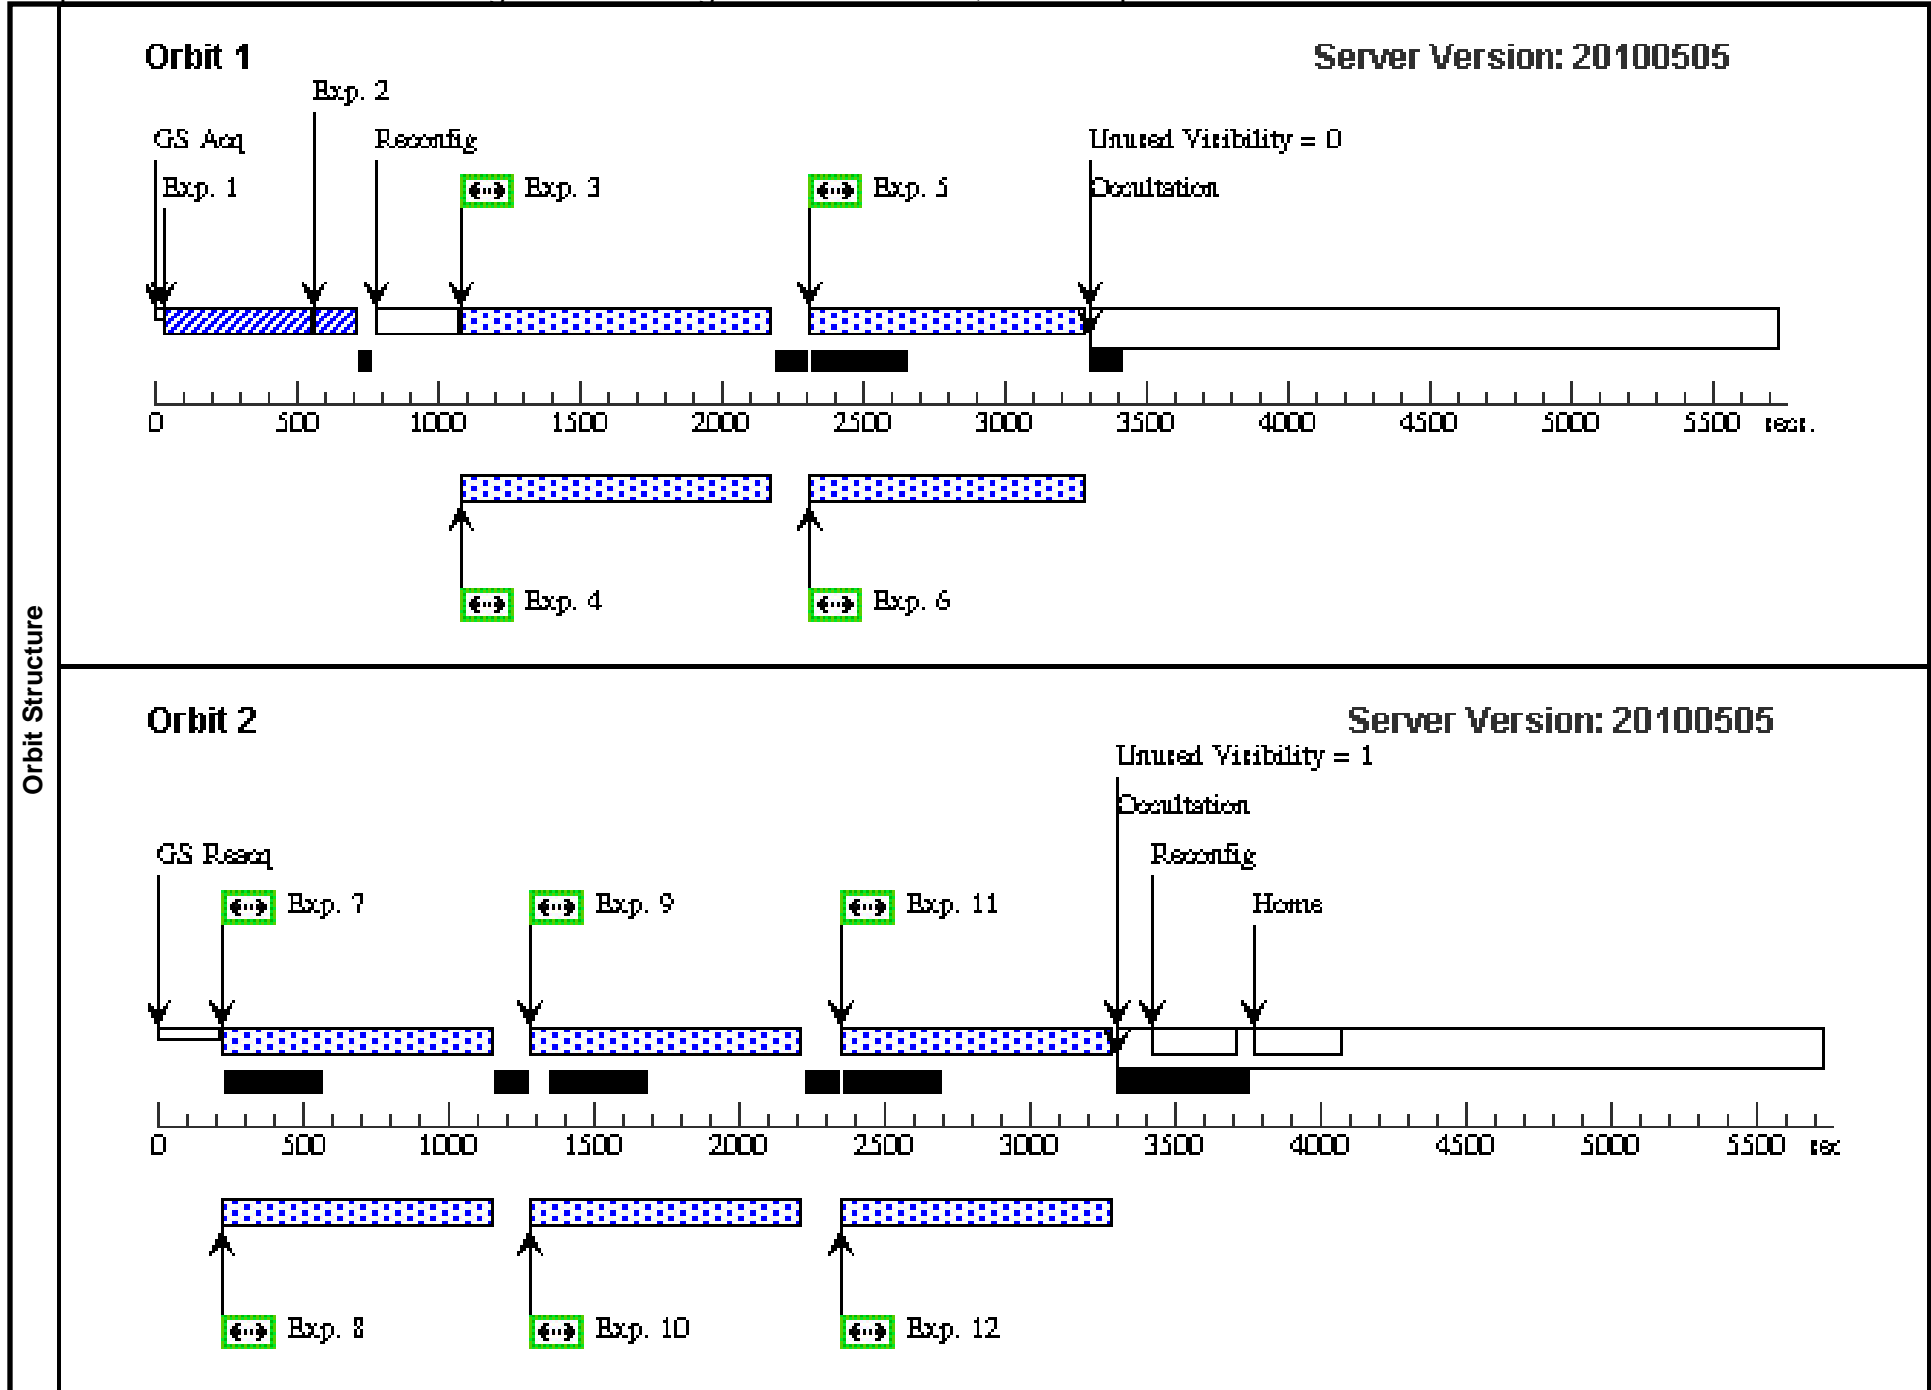 Orbit Structure
Orbit 1
Server Version: 20100505
Exp. 2
GS Acq
Reconfig
Unused Visibility = 0
Exp. 1
Exp. 3
Exp. 5
Occultation
0 500 1000 1500 2000 2500 3000 3500 4000 4500 5000 5500 secs.
Exp. 4
Exp. 6
Orbit 2
Server Version: 20100505
Unused Visibility = 1
Occultation
GS Reacq
Reconfig
Exp. 7
Exp. 9
Exp. 11
Home
0 500 1000 1500 2000 2500 3000 3500 4000 4500 5000 5500 sec
Exp. 8
Exp. 10
Exp. 12